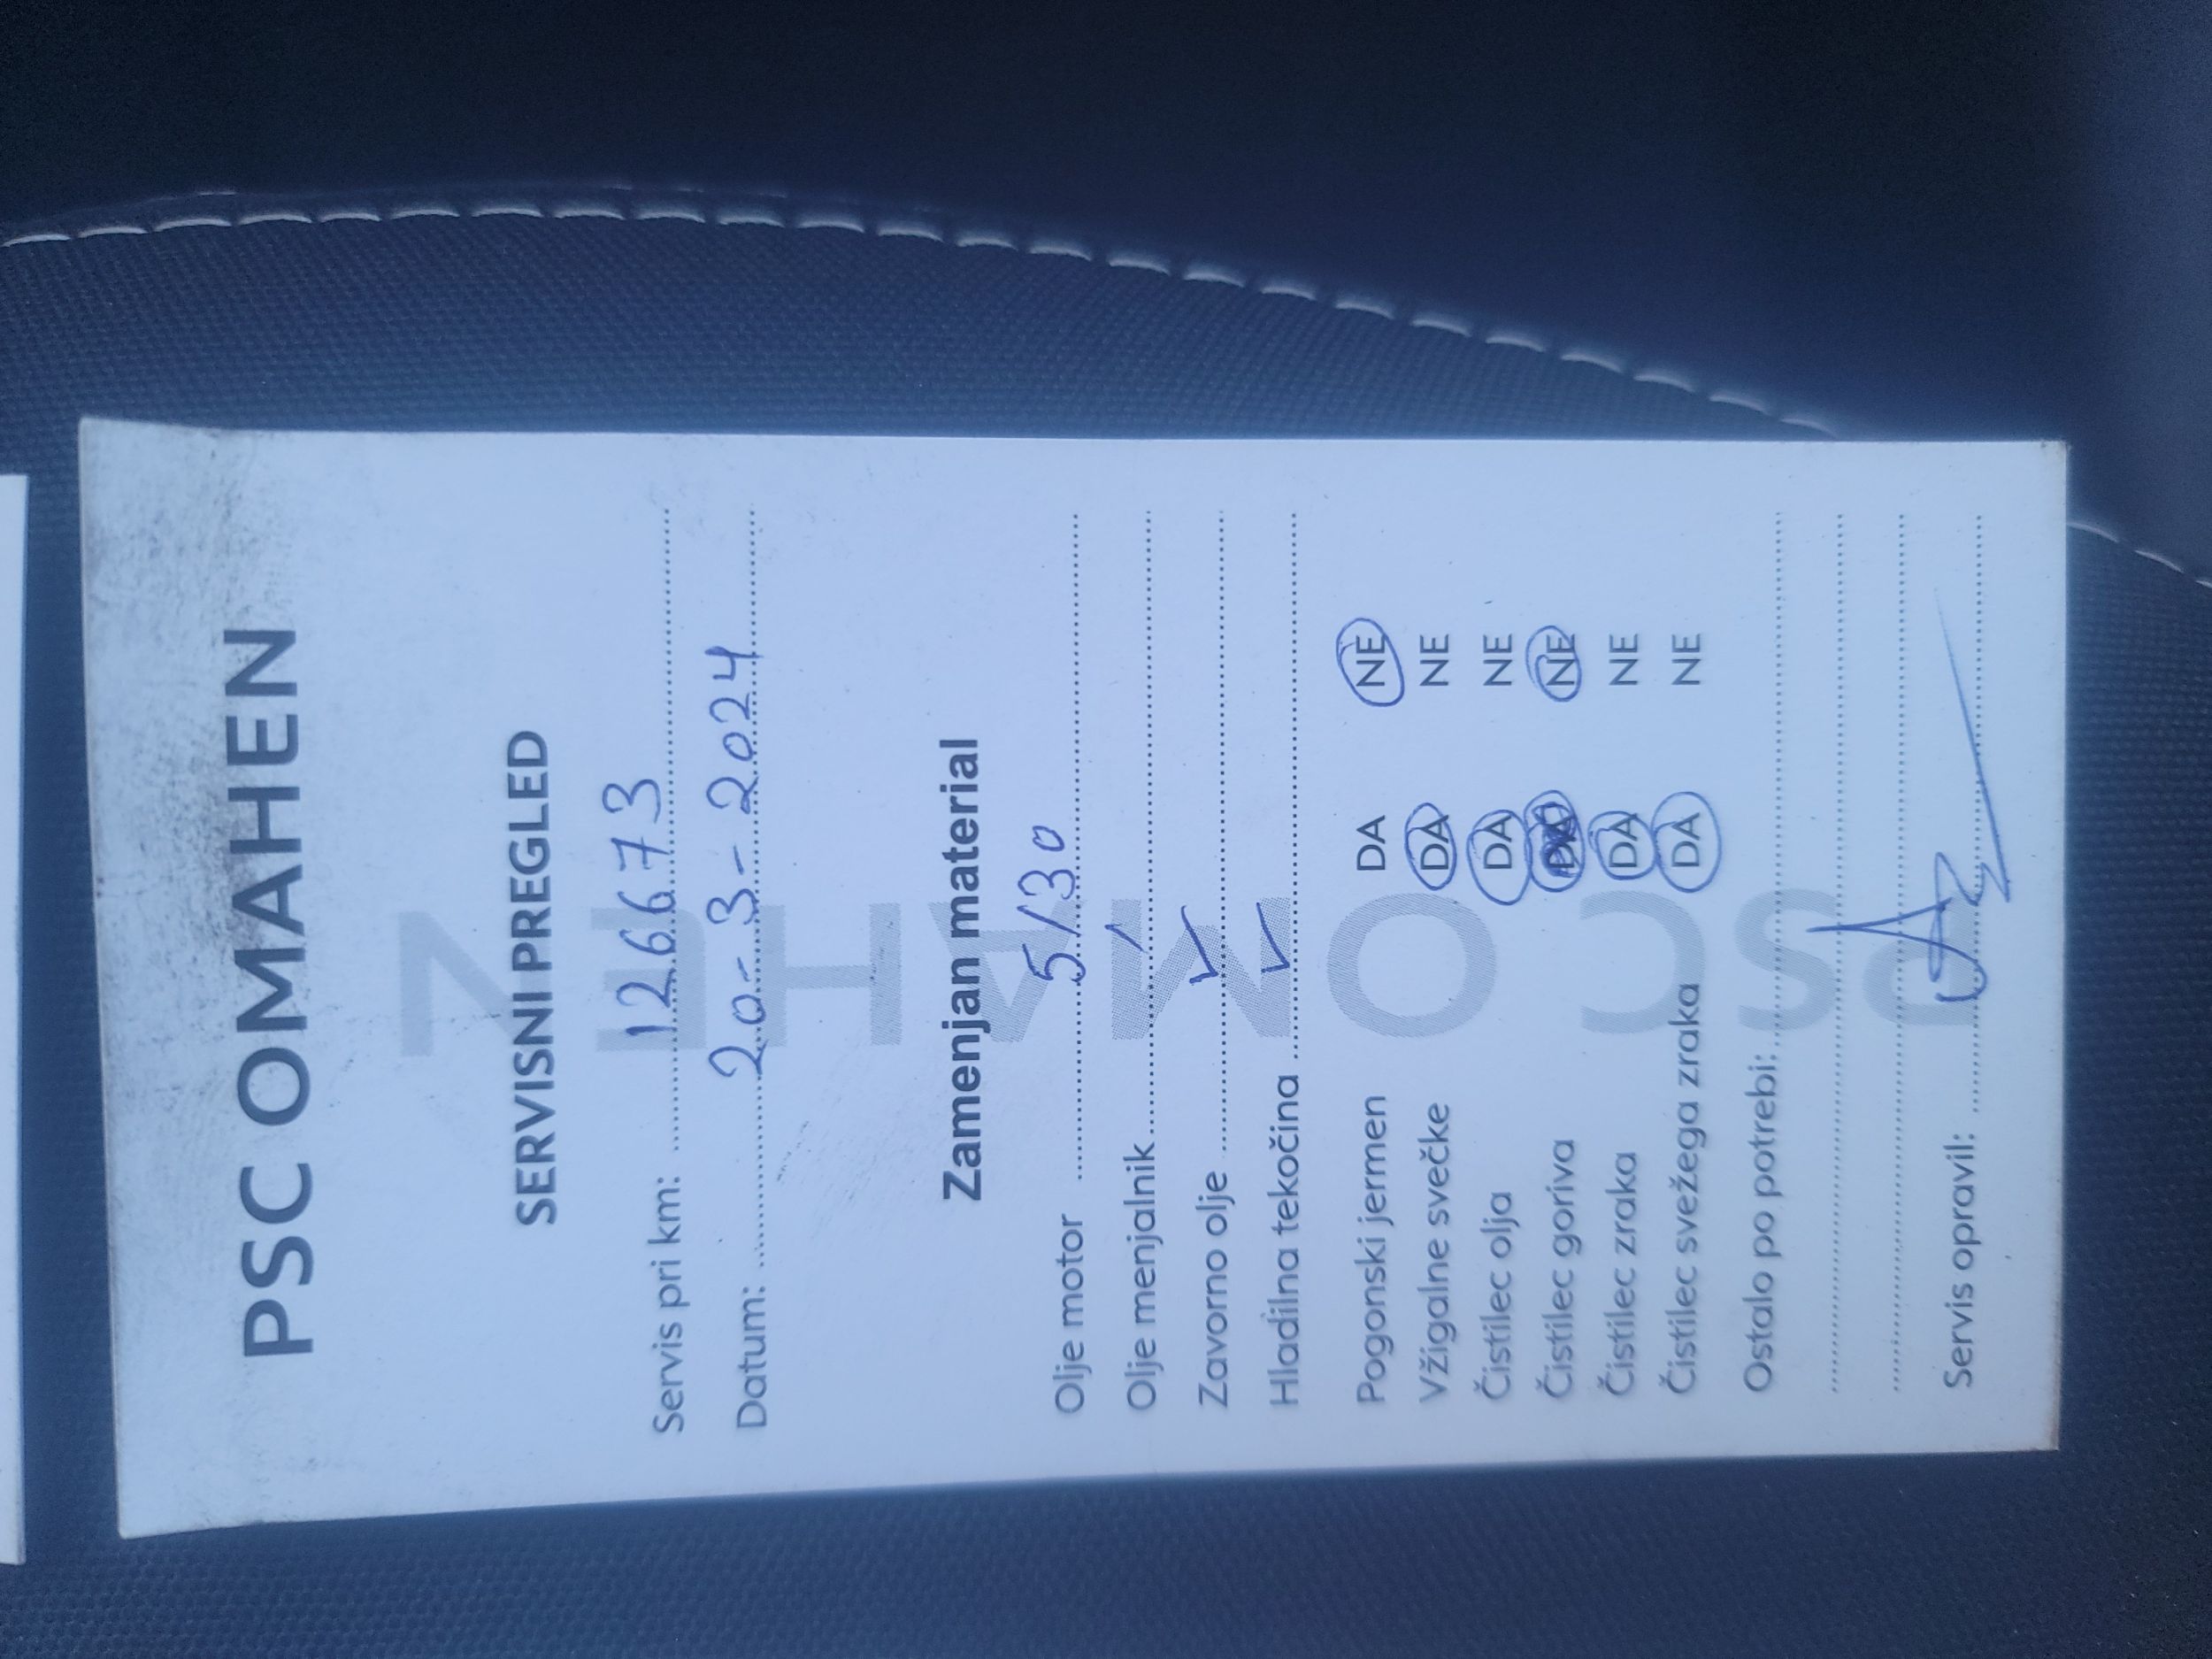 PSC OMAHEN
SERVISNI PREGLED
Servis pri km: 126673
Datum: 20-3-2024
Zamenjan material
Olje motor 5/30
Olje menjalnik /
Zavorno olje ✓
Hladilna tekočina ✓
Pogonski jermen DA NE
Vžigalne svečke DA NE
Čistilec olja DA NE
Čistilec goriva DA NE
Čistilec zraka DA NE
Čistilec svežega zraka DA NE
Ostalo po potrebi:
Servis opravil:
PSC OMAHEN